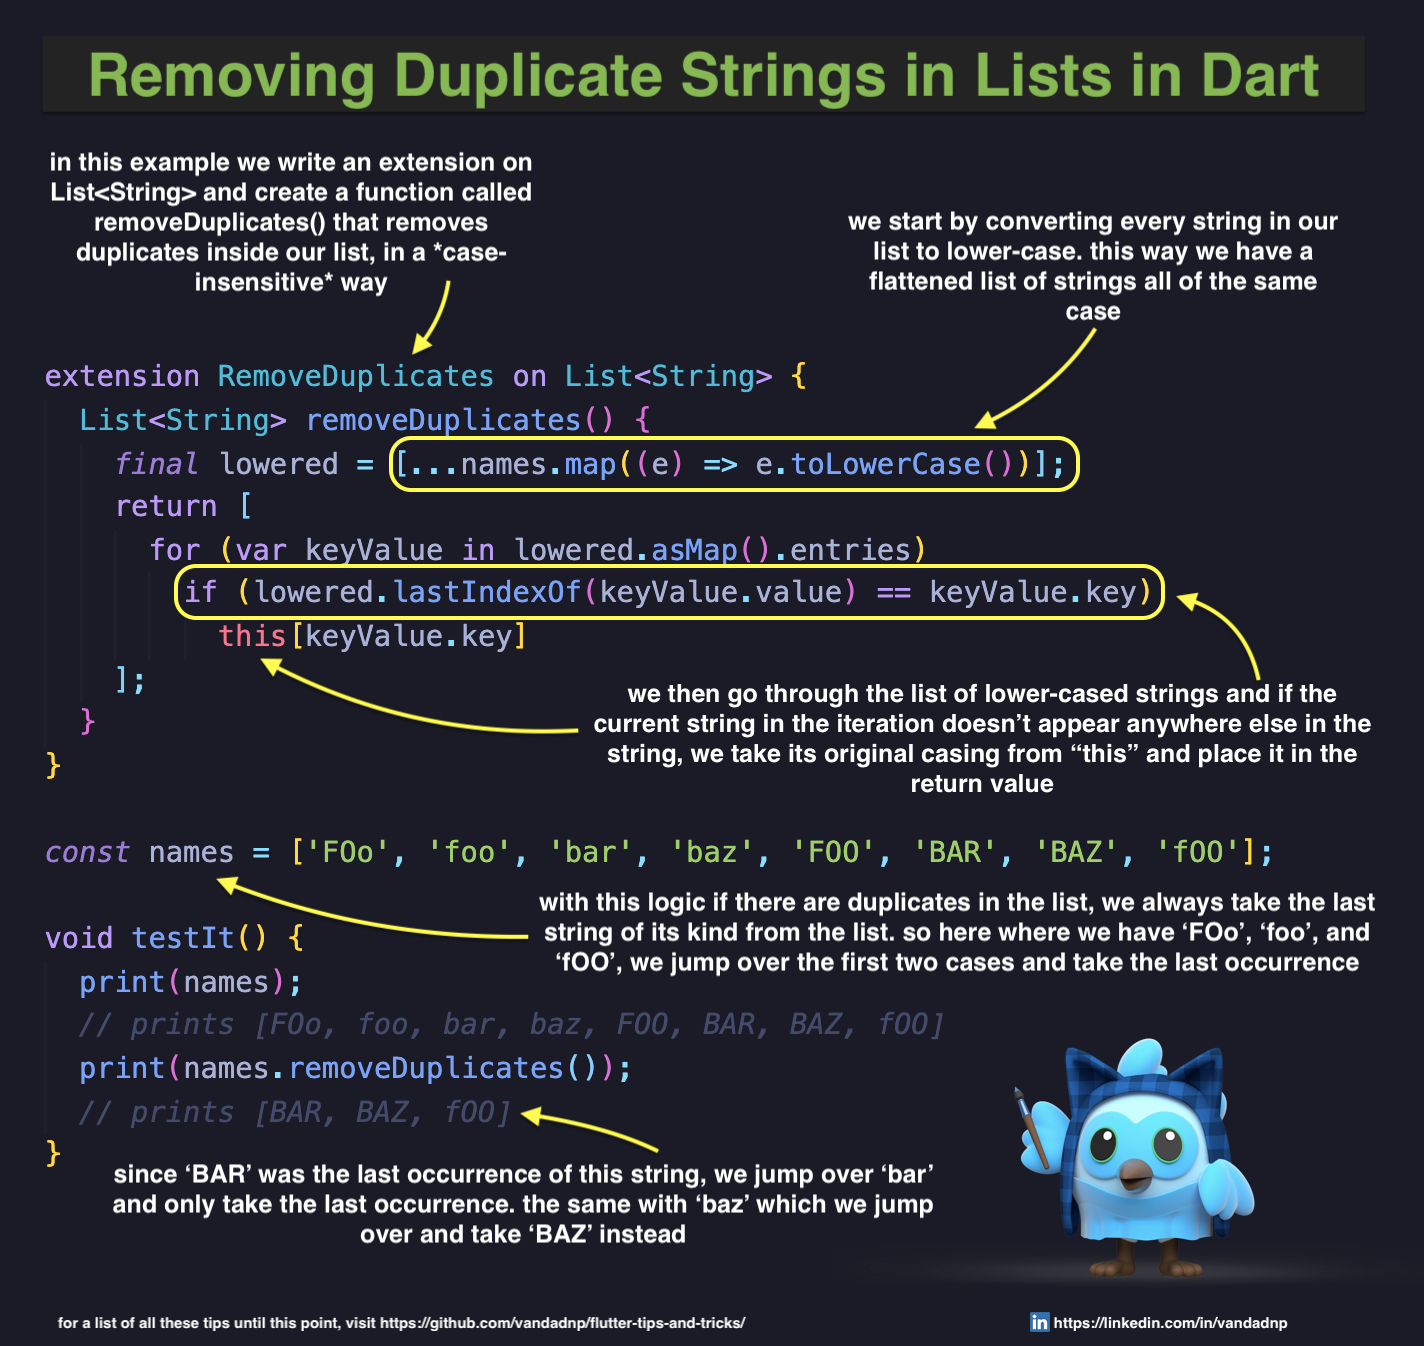 Removing Duplicate Strings in Lists in Dart
in this example we write an extension on
List<String> and create a function called
removeDuplicates() that removes
duplicates inside our list, in a *case-
insensitive* way
we start by converting every string in our
list to lower-case. this way we have a
flattened list of strings all of the same
case
extension RemoveDuplicates on List<String> {
  List<String> removeDuplicates() {
    final lowered = [...names.map((e) => e.toLowerCase())];
    return [
      for (var keyValue in lowered.asMap().entries)
        if (lowered.lastIndexOf(keyValue.value) == keyValue.key)
          this[keyValue.key]
    ];
  }
}
we then go through the list of lower-cased strings and if the
current string in the iteration doesn’t appear anywhere else in the
string, we take its original casing from “this” and place it in the
return value
const names = ['FOo', 'foo', 'bar', 'baz', 'FOO', 'BAR', 'BAZ', 'fOO'];
with this logic if there are duplicates in the list, we always take the last
string of its kind from the list. so here where we have ‘FOo’, ‘foo’, and
‘fOO’, we jump over the first two cases and take the last occurrence
void testIt() {
  print(names);
  // prints [FOo, foo, bar, baz, FOO, BAR, BAZ, fOO]
  print(names.removeDuplicates());
  // prints [BAR, BAZ, fOO]
}
since ‘BAR’ was the last occurrence of this string, we jump over ‘bar’
and only take the last occurrence. the same with ‘baz’ which we jump
over and take ‘BAZ’ instead
for a list of all these tips until this point, visit https://github.com/vandadnp/flutter-tips-and-tricks/
in https://linkedin.com/in/vandadnp